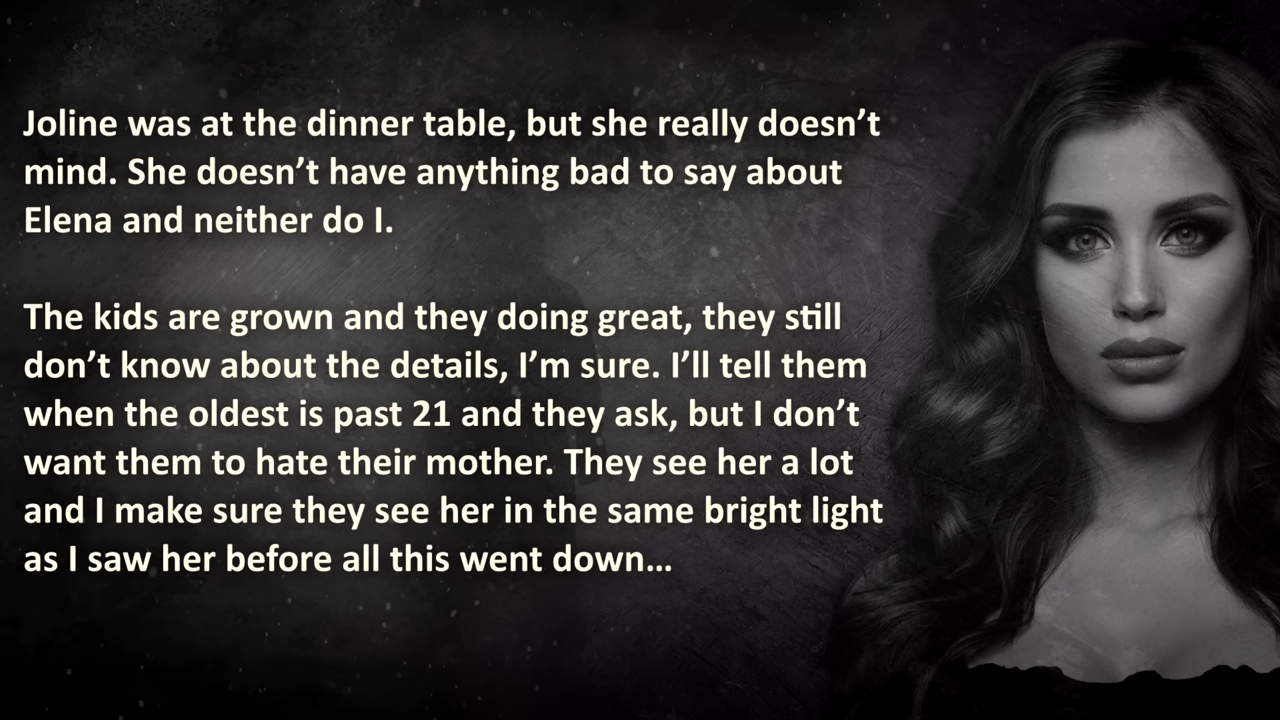 Joline was at the dinner table, but she really doesn’t
mind. She doesn’t have anything bad to say about
Elena and neither do I.
The kids are grown and they doing great, they still
don’t know about the details, I’m sure. I’ll tell them
when the oldest is past 21 and they ask, but I don’t
want them to hate their mother. They see her a lot
and I make sure they see her in the same bright light
as I saw her before all this went down…